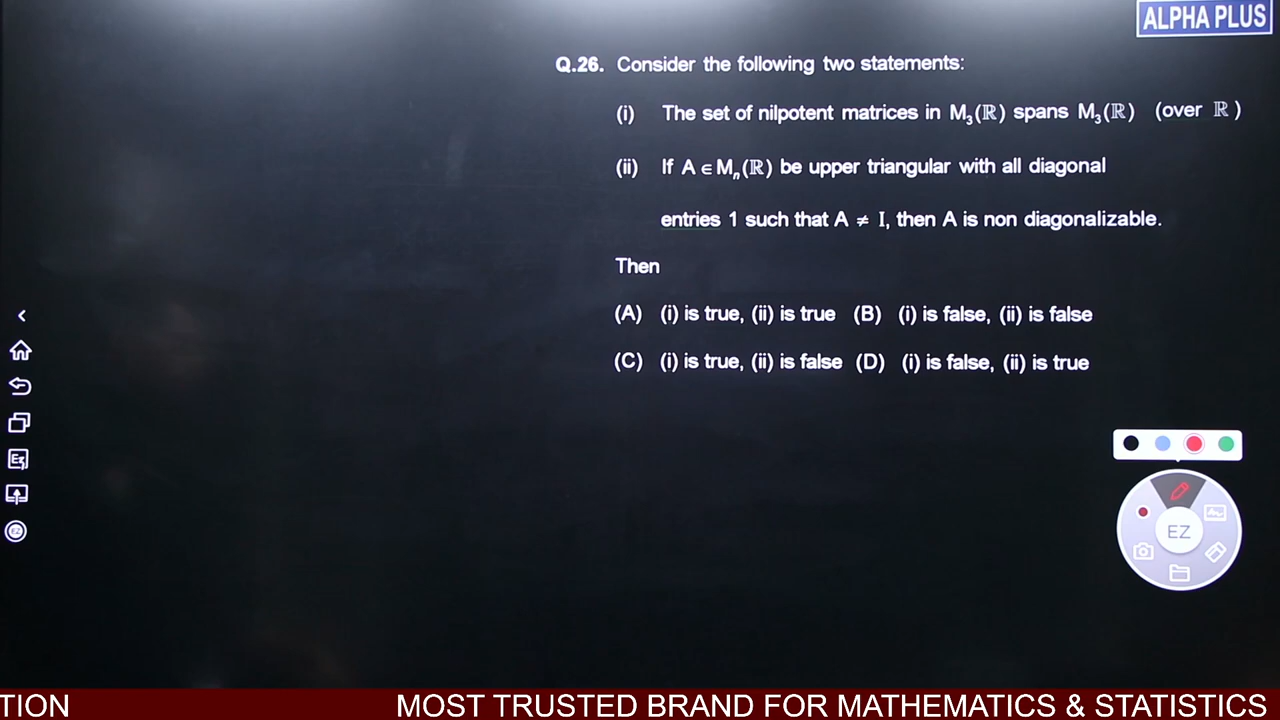 ALPHA PLUS
Q.26. Consider the following two statements:
(i) The set of nilpotent matrices in M₃(ℝ) spans M₃(ℝ) (over ℝ)
(ii) If A ∈ Mₙ(ℝ) be upper triangular with all diagonal
entries 1 such that A ≠ I, then A is non diagonalizable.
Then
(A) (i) is true, (ii) is true (B) (i) is false, (ii) is false
(C) (i) is true, (ii) is false (D) (i) is false, (ii) is true
EZ
TION MOST TRUSTED BRAND FOR MATHEMATICS & STATISTICS